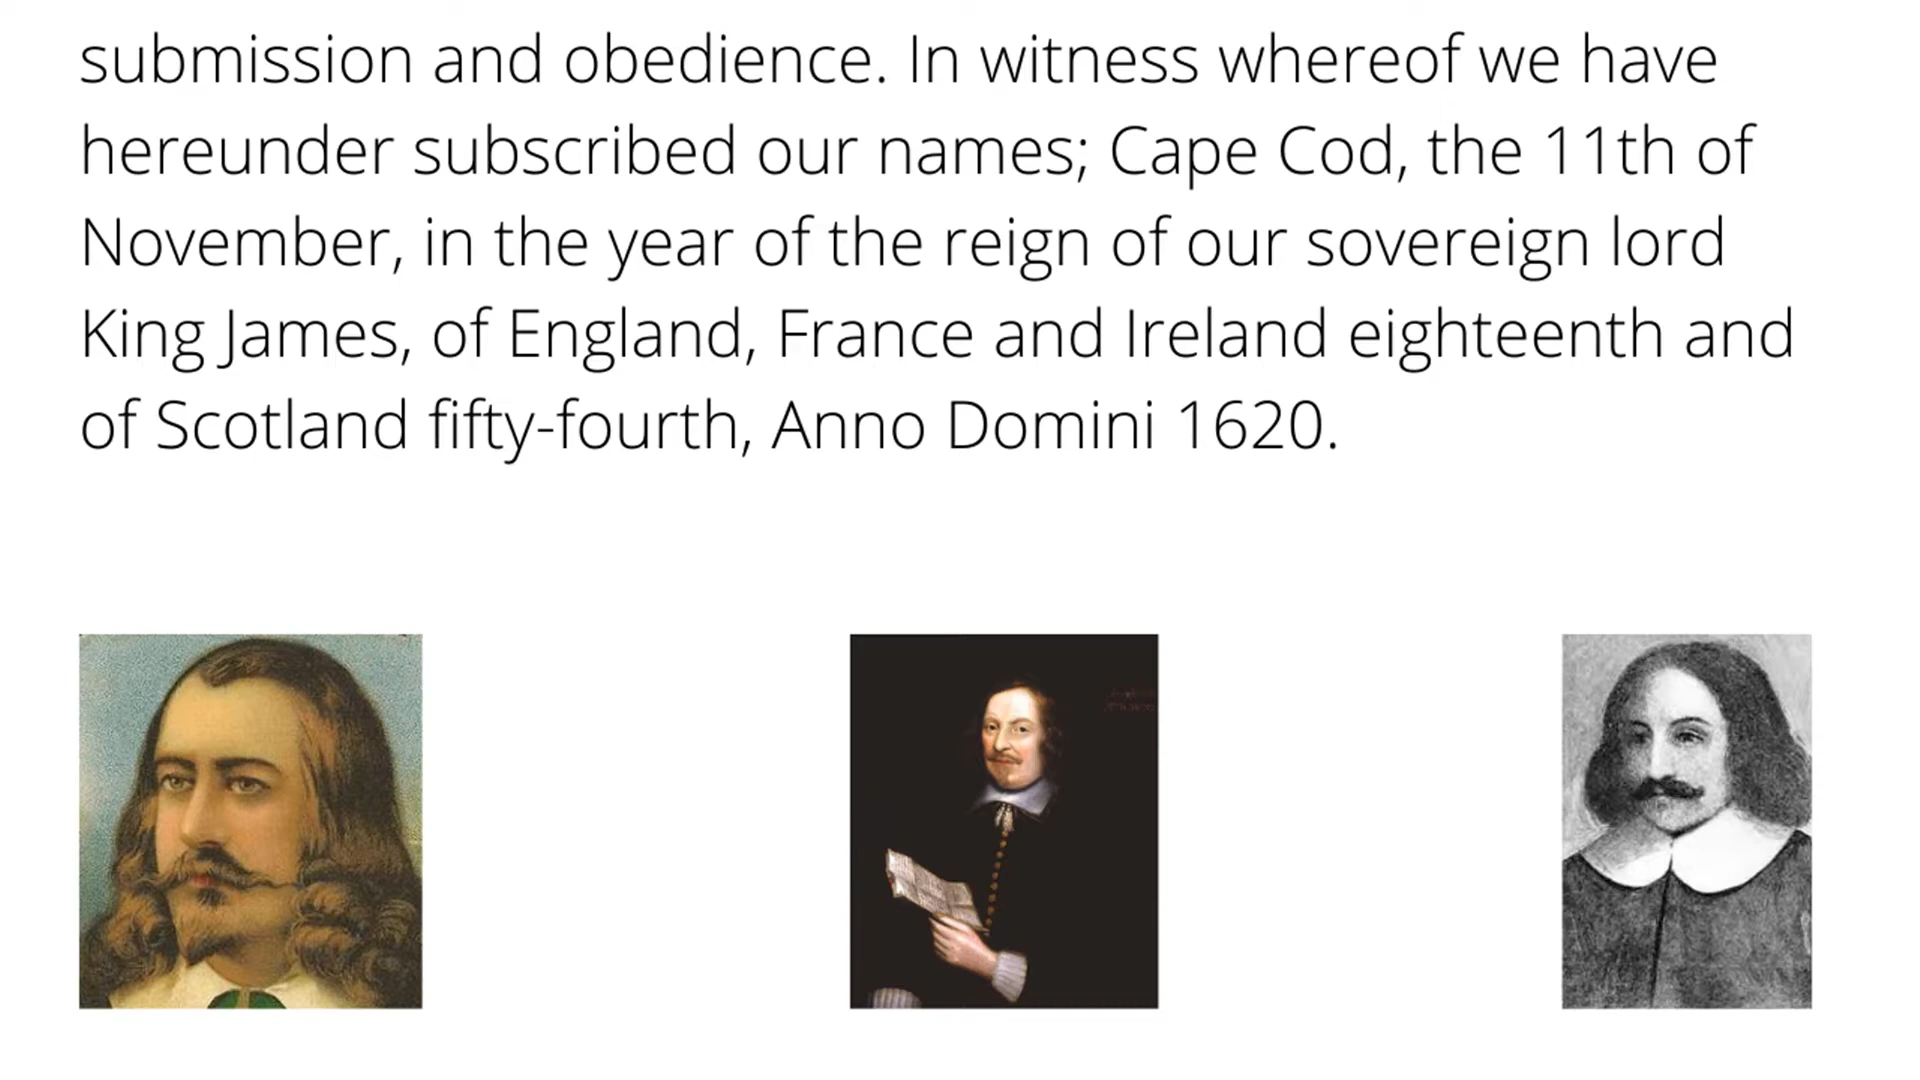 submission and obedience. In witness whereof we have
hereunder subscribed our names; Cape Cod, the 11th of
November, in the year of the reign of our sovereign lord
King James, of England, France and Ireland eighteenth and
of Scotland fifty-fourth, Anno Domini 1620.